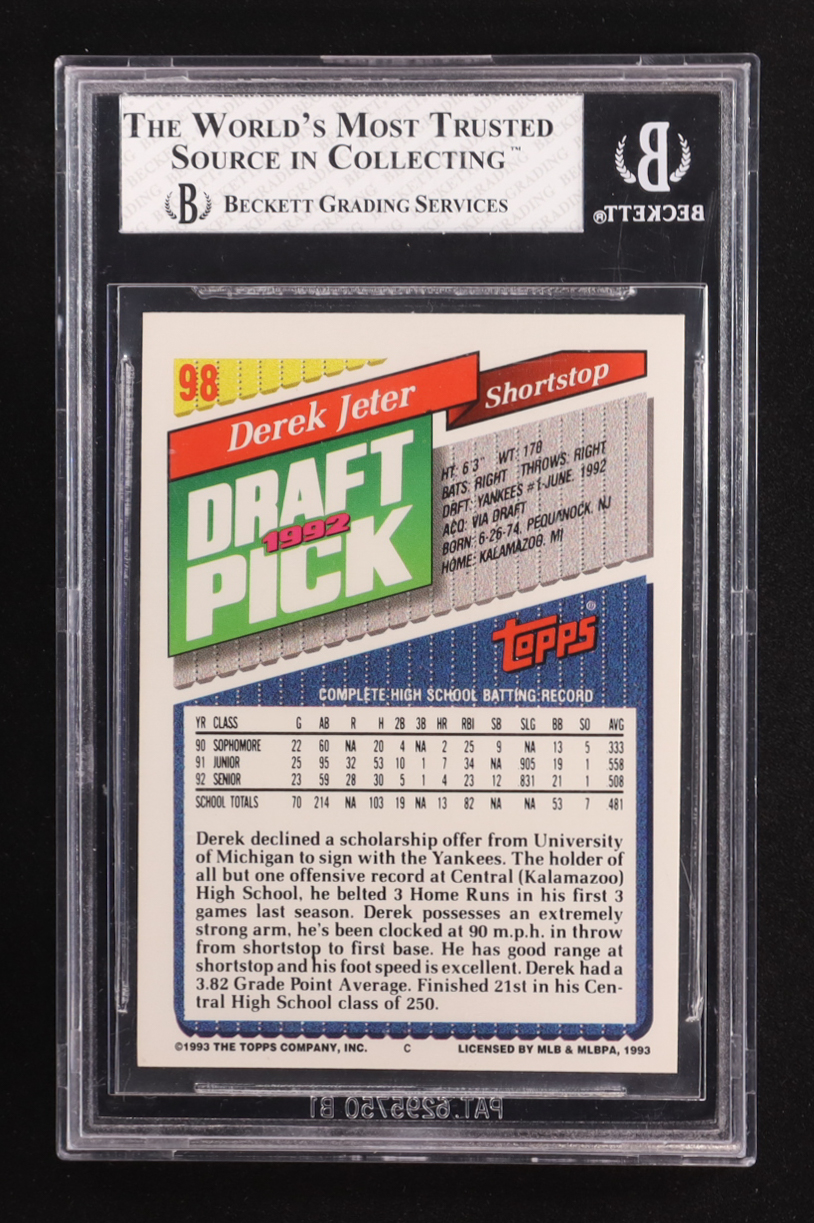 THE WORLD'S MOST TRUSTED
SOURCE IN COLLECTING™
B BECKETT GRADING SERVICES
B
BECKETT®
98
Derek Jeter
Shortstop
DRAFT
1992
PICK
HT: 6'3" WT: 178
BATS: RIGHT THROWS: RIGHT
DRFT: YANKEES #1-JUNE, 1992
ACQ: VIA DRAFT
BORN: 6-26-74, PEQUANNOCK, NJ
HOME: KALAMAZOO, MI
topps®
COMPLETE HIGH SCHOOL BATTING RECORD
YR CLASS G AB R H 2B 3B HR RBI SB SLG BB SO AVG
90 SOPHOMORE 22 60 NA 20 4 NA 2 25 9 NA 13 5 .333
91 JUNIOR 25 95 32 53 10 1 7 34 NA .905 19 1 .558
92 SENIOR 23 59 28 30 5 1 4 23 12 .831 21 1 .508
SCHOOL TOTALS 70 214 NA 103 19 NA 13 82 NA NA 53 7 .481
Derek declined a scholarship offer from University
of Michigan to sign with the Yankees. The holder of
all but one offensive record at Central (Kalamazoo)
High School, he belted 3 Home Runs in his first 3
games last season. Derek possesses an extremely
strong arm, he's been clocked at 90 m.p.h. in throw
from shortstop to first base. He has good range at
shortstop and his foot speed is excellent. Derek had a
3.82 Grade Point Average. Finished 21st in his Cen-
tral High School class of 250.
©1993 THE TOPPS COMPANY, INC. C LICENSED BY MLB & MLBPA, 1993
PAT.6295750 B1